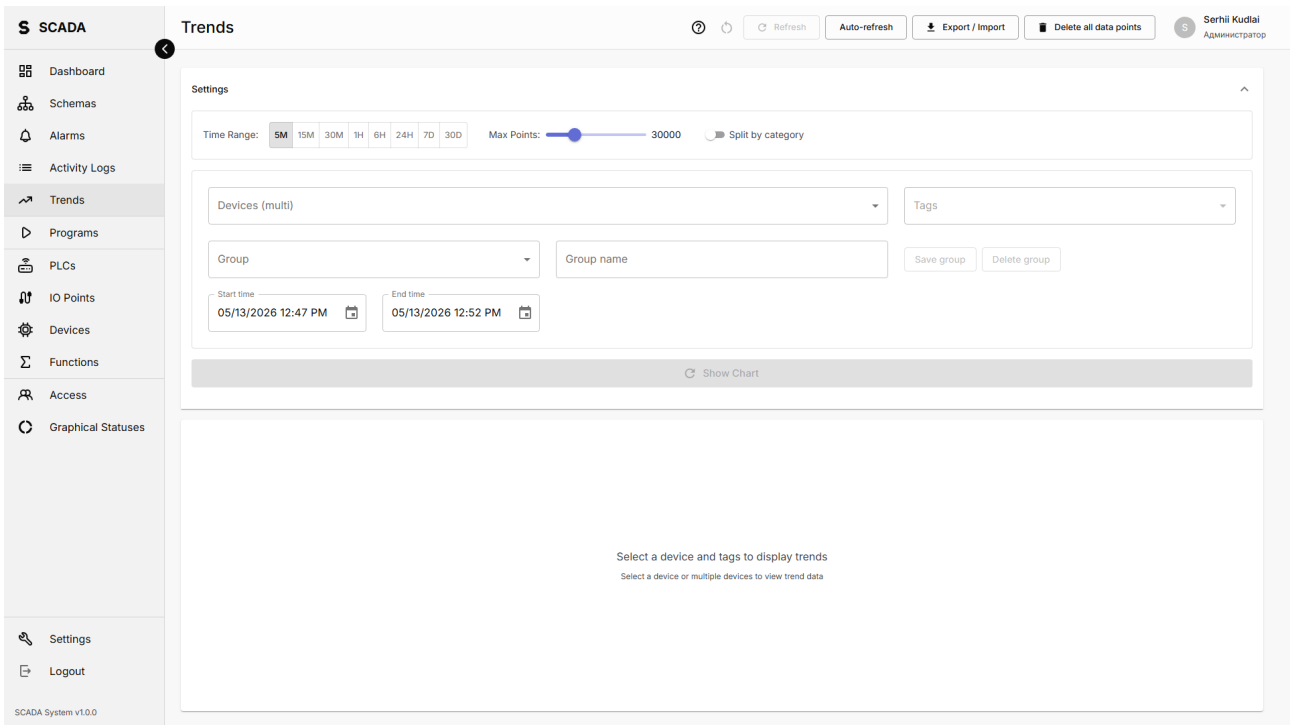 S SCADA
Dashboard
Schemas
Alarms
Activity Logs
Trends
Programs
PLCs
IO Points
Devices
Functions
Access
Graphical Statuses
Settings
Logout
SCADA System v1.0.0
Trends
Refresh
Auto-refresh
Export / Import
Delete all data points
S
Serhii Kudlai
Администратор
Settings
Time Range: 5M 15M 30M 1H 6H 24H 7D 30D Max Points: 30000 Split by category
Devices (multi) Tags
Group Group name Save group Delete group
Start time End time
05/13/2026 12:47 PM 05/13/2026 12:52 PM
Show Chart
Select a device and tags to display trends
Select a device or multiple devices to view trend data